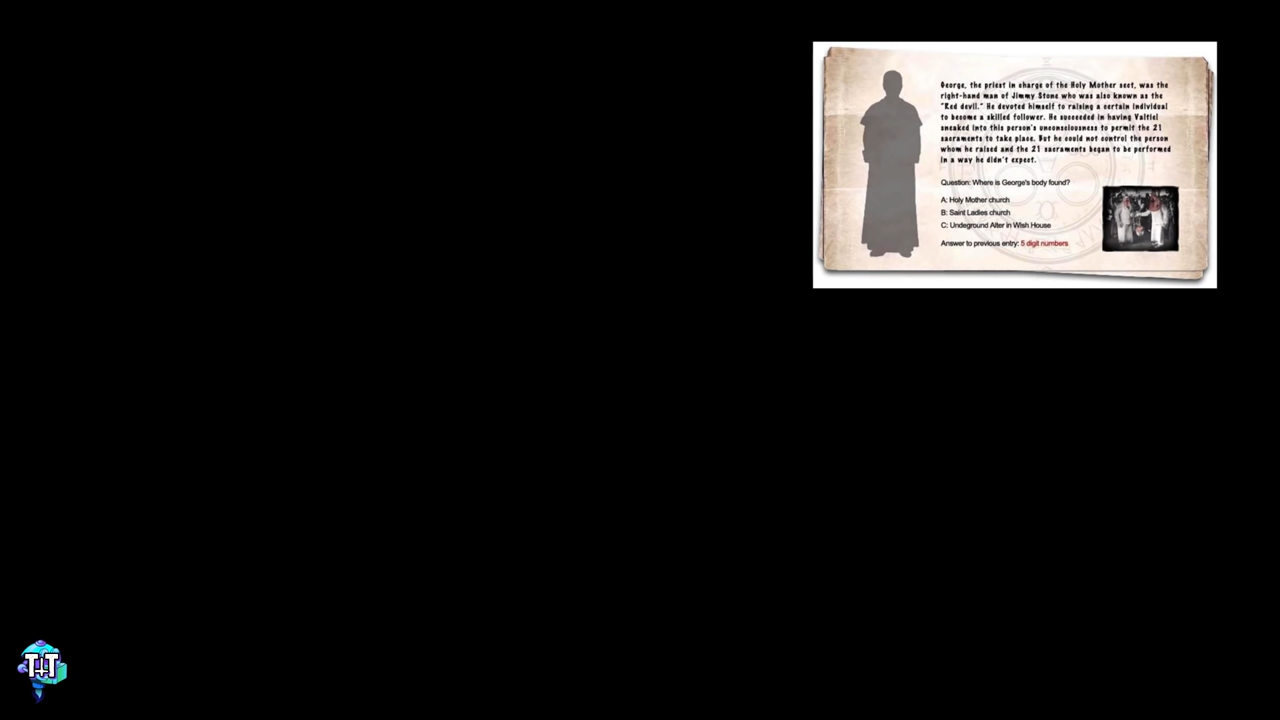 George, the priest in charge of the Holy Mother sect, was the
right-hand man of Jimmy Stone who was also known as the
"Red devil." He devoted himself to raising a certain individual
to become a skilled follower. He succeeded in having Valtiel
sneaked into this person's unconsciousness to permit the 21
sacraments to take place. But he could not control the person
whom he raised and the 21 sacraments began to be performed
in a way he didn't expect.
Question: Where is George's body found?
A: Holy Mother church
B: Saint Ladies church
C: Undeground Alter in Wish House
Answer to previous entry: 5 digit numbers
T+T